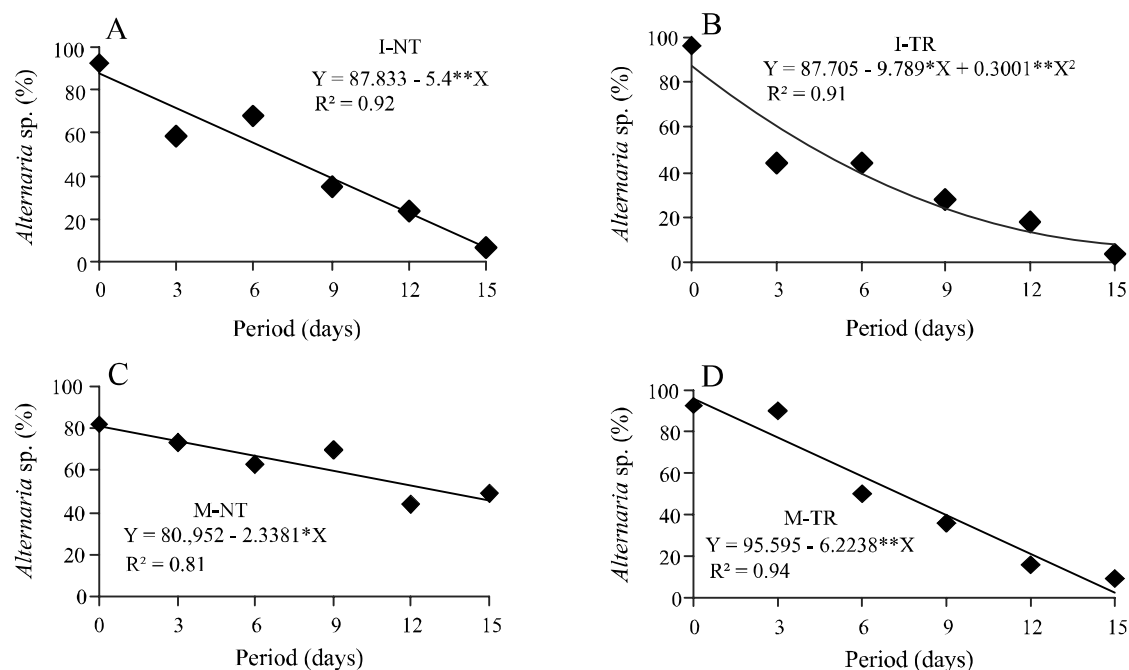 A
I-NT
Y = 87.833 - 5.4**X
R² = 0.92
Alternaria sp. (%)
100
80
60
40
20
0
0 3 6 9 12 15
Period (days)
B
I-TR
Y = 87.705 - 9.789*X + 0.3001**X²
R² = 0.91
Alternaria sp. (%)
100
80
60
40
20
0
0 3 6 9 12 15
Period (days)
C
M-NT
Y = 80.,952 - 2.3381*X
R² = 0.81
Alternaria sp. (%)
100
80
60
40
20
0
0 3 6 9 12 15
Period (days)
D
M-TR
Y = 95.595 - 6.2238**X
R² = 0.94
Alternaria sp. (%)
100
80
60
40
20
0
0 3 6 9 12 15
Period (days)